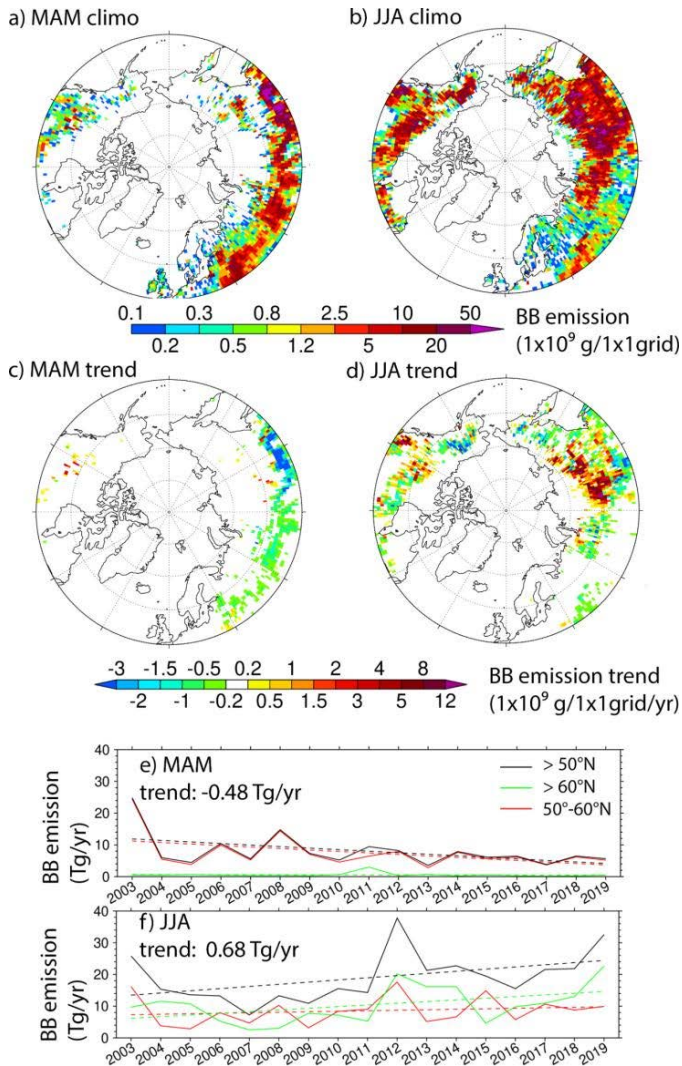 a) MAM climo
b) JJA climo
0.1 0.3 0.8 2.5 10 50
0.2 0.5 1.2 5 20
BB emission
(1x10⁹ g/1x1grid)
c) MAM trend
d) JJA trend
-3 -1.5 -0.5 0.2 1 2 4 8
-2 -1 -0.2 0.5 1.5 3 5 12
BB emission trend
(1x10⁹ g/1x1grid/yr)
BB emission
(Tg/yr)
40
30
20
10
0
e) MAM
trend: -0.48 Tg/yr
> 50°N
> 60°N
50°-60°N
2003 2004 2005 2006 2007 2008 2009 2010 2011 2012 2013 2014 2015 2016 2017 2018 2019
BB emission
(Tg/yr)
40
30
20
10
0
f) JJA
trend: 0.68 Tg/yr
2003 2004 2005 2006 2007 2008 2009 2010 2011 2012 2013 2014 2015 2016 2017 2018 2019